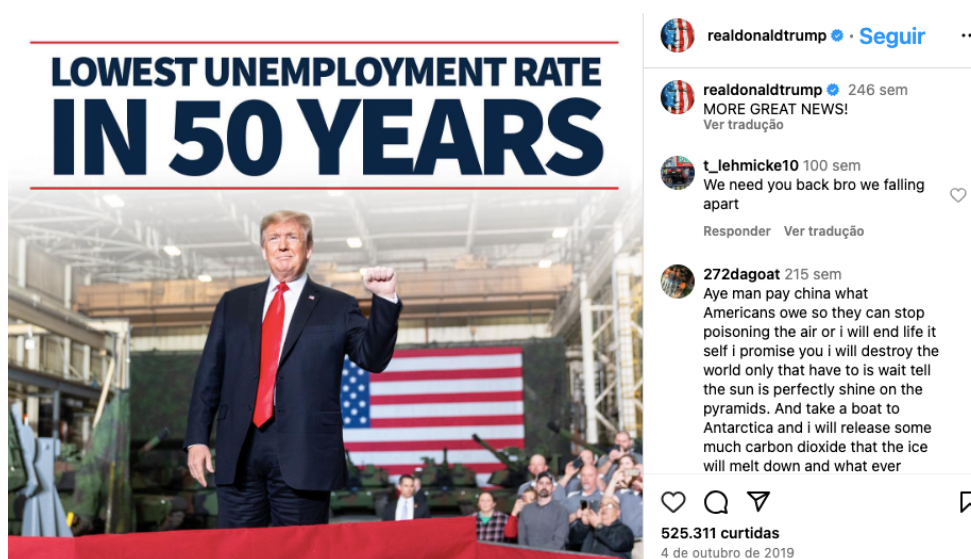 LOWEST UNEMPLOYMENT RATE
IN 50 YEARS
realdonaldtrump · Seguir
realdonaldtrump 246 sem
MORE GREAT NEWS!
Ver tradução
t_lehmicke10 100 sem
We need you back bro we falling
apart
Responder Ver tradução
272dagoat 215 sem
Aye man pay china what
Americans owe so they can stop
poisoning the air or i will end life it
self i promise you i will destroy the
world only that have to is wait tell
the sun is perfectly shine on the
pyramids. And take a boat to
Antarctica and i will release some
much carbon dioxide that the ice
will melt down and what ever
525.311 curtidas
4 de outubro de 2019